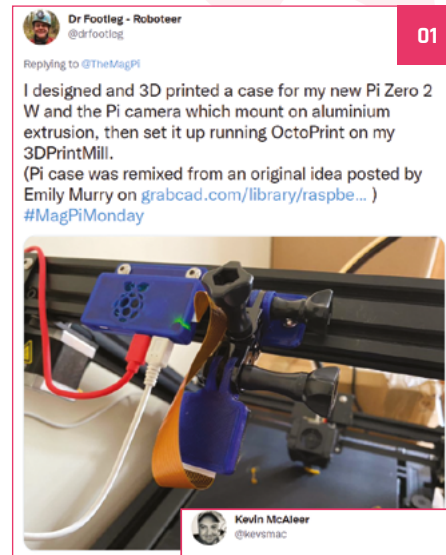 Dr Footleg - Roboteer
@drfootleg
01
Replying to @TheMagPi
I designed and 3D printed a case for my new Pi Zero 2
W and the Pi camera which mount on aluminium
extrusion, then set it up running OctoPrint on my
3DPrintMill.
(Pi case was remixed from an original idea posted by
Emily Murry on grabcad.com/library/raspbe... )
#MagPiMonday
Kevin McAleer
@kevsmac